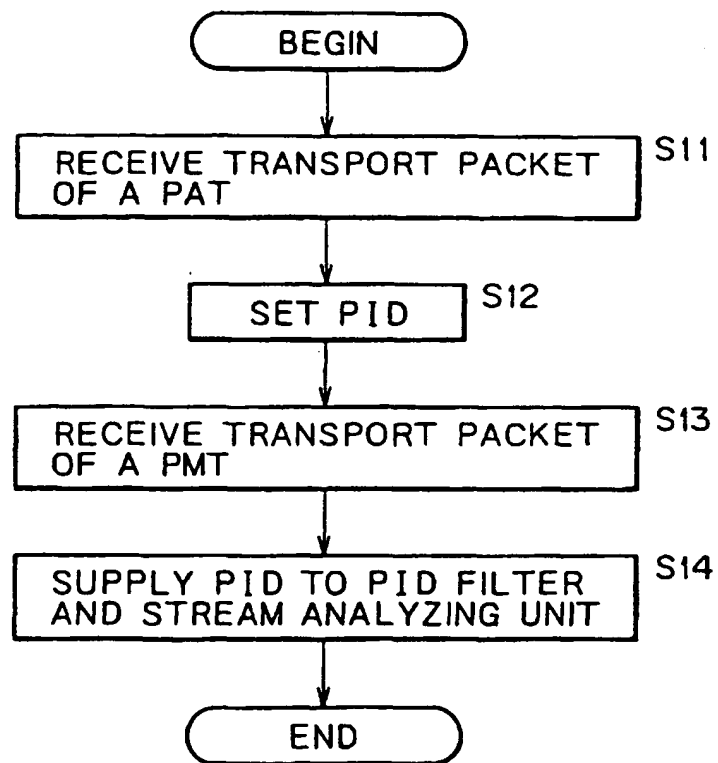 BEGIN
RECEIVE TRANSPORT PACKET
OF A PAT
S11
SET PID
S12
RECEIVE TRANSPORT PACKET
OF A PMT
S13
SUPPLY PID TO PID FILTER
AND STREAM ANALYZING UNIT
S14
END